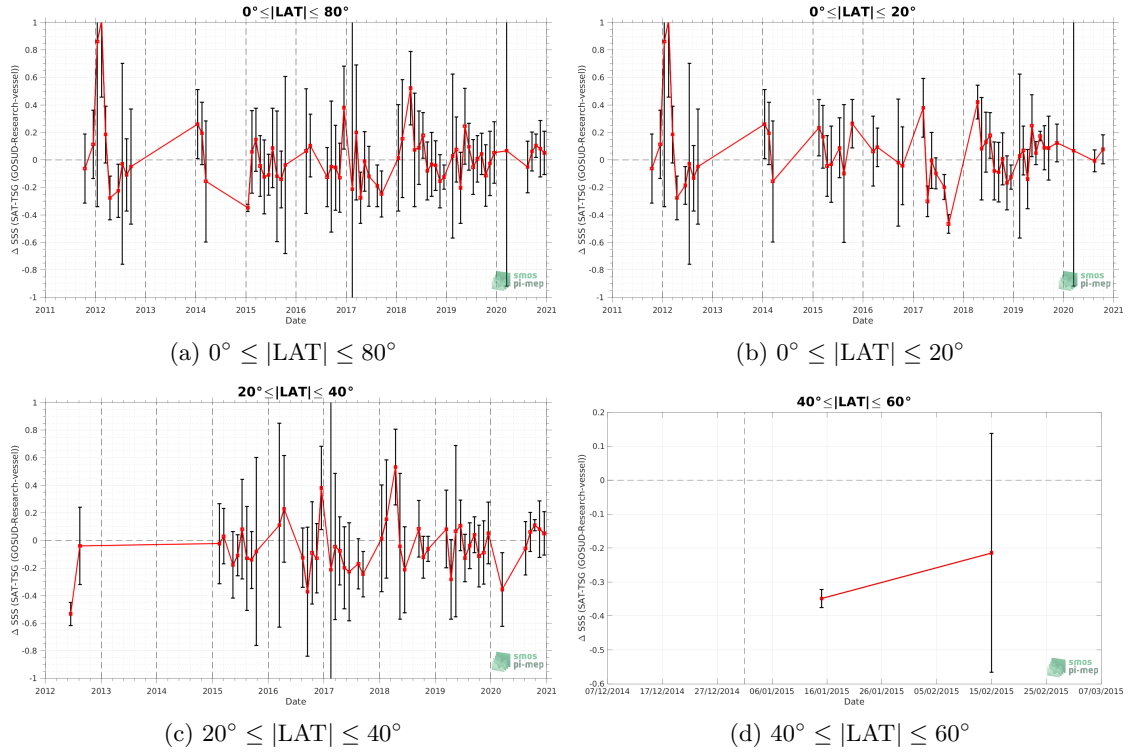 0°≤|LAT|≤ 80°
Δ SSS (SAT-TSG (GOSUD-Research-vessel))
1
0.8
0.6
0.4
0.2
0
-0.2
-0.4
-0.6
-0.8
-1
2011 2012 2013 2014 2015 2016 2017 2018 2019 2020 2021
Date
smos
pi-mep
(a) 0° ≤ |LAT| ≤ 80°
0°≤|LAT|≤ 20°
Δ SSS (SAT-TSG (GOSUD-Research-vessel))
1
0.8
0.6
0.4
0.2
0
-0.2
-0.4
-0.6
-0.8
-1
2011 2012 2013 2014 2015 2016 2017 2018 2019 2020 2021
Date
smos
pi-mep
(b) 0° ≤ |LAT| ≤ 20°
20°≤|LAT|≤ 40°
Δ SSS (SAT-TSG (GOSUD-Research-vessel))
1
0.8
0.6
0.4
0.2
0
-0.2
-0.4
-0.6
-0.8
-1
2012 2013 2014 2015 2016 2017 2018 2019 2020 2021
Date
smos
pi-mep
(c) 20° ≤ |LAT| ≤ 40°
40°≤|LAT|≤ 60°
Δ SSS (SAT-TSG (GOSUD-Research-vessel))
0.2
0.1
0
-0.1
-0.2
-0.3
-0.4
-0.5
-0.6
07/12/2014 17/12/2014 27/12/2014 06/01/2015 16/01/2015 26/01/2015 05/02/2015 15/02/2015 25/02/2015 07/03/2015
Date
smos
pi-mep
(d) 40° ≤ |LAT| ≤ 60°